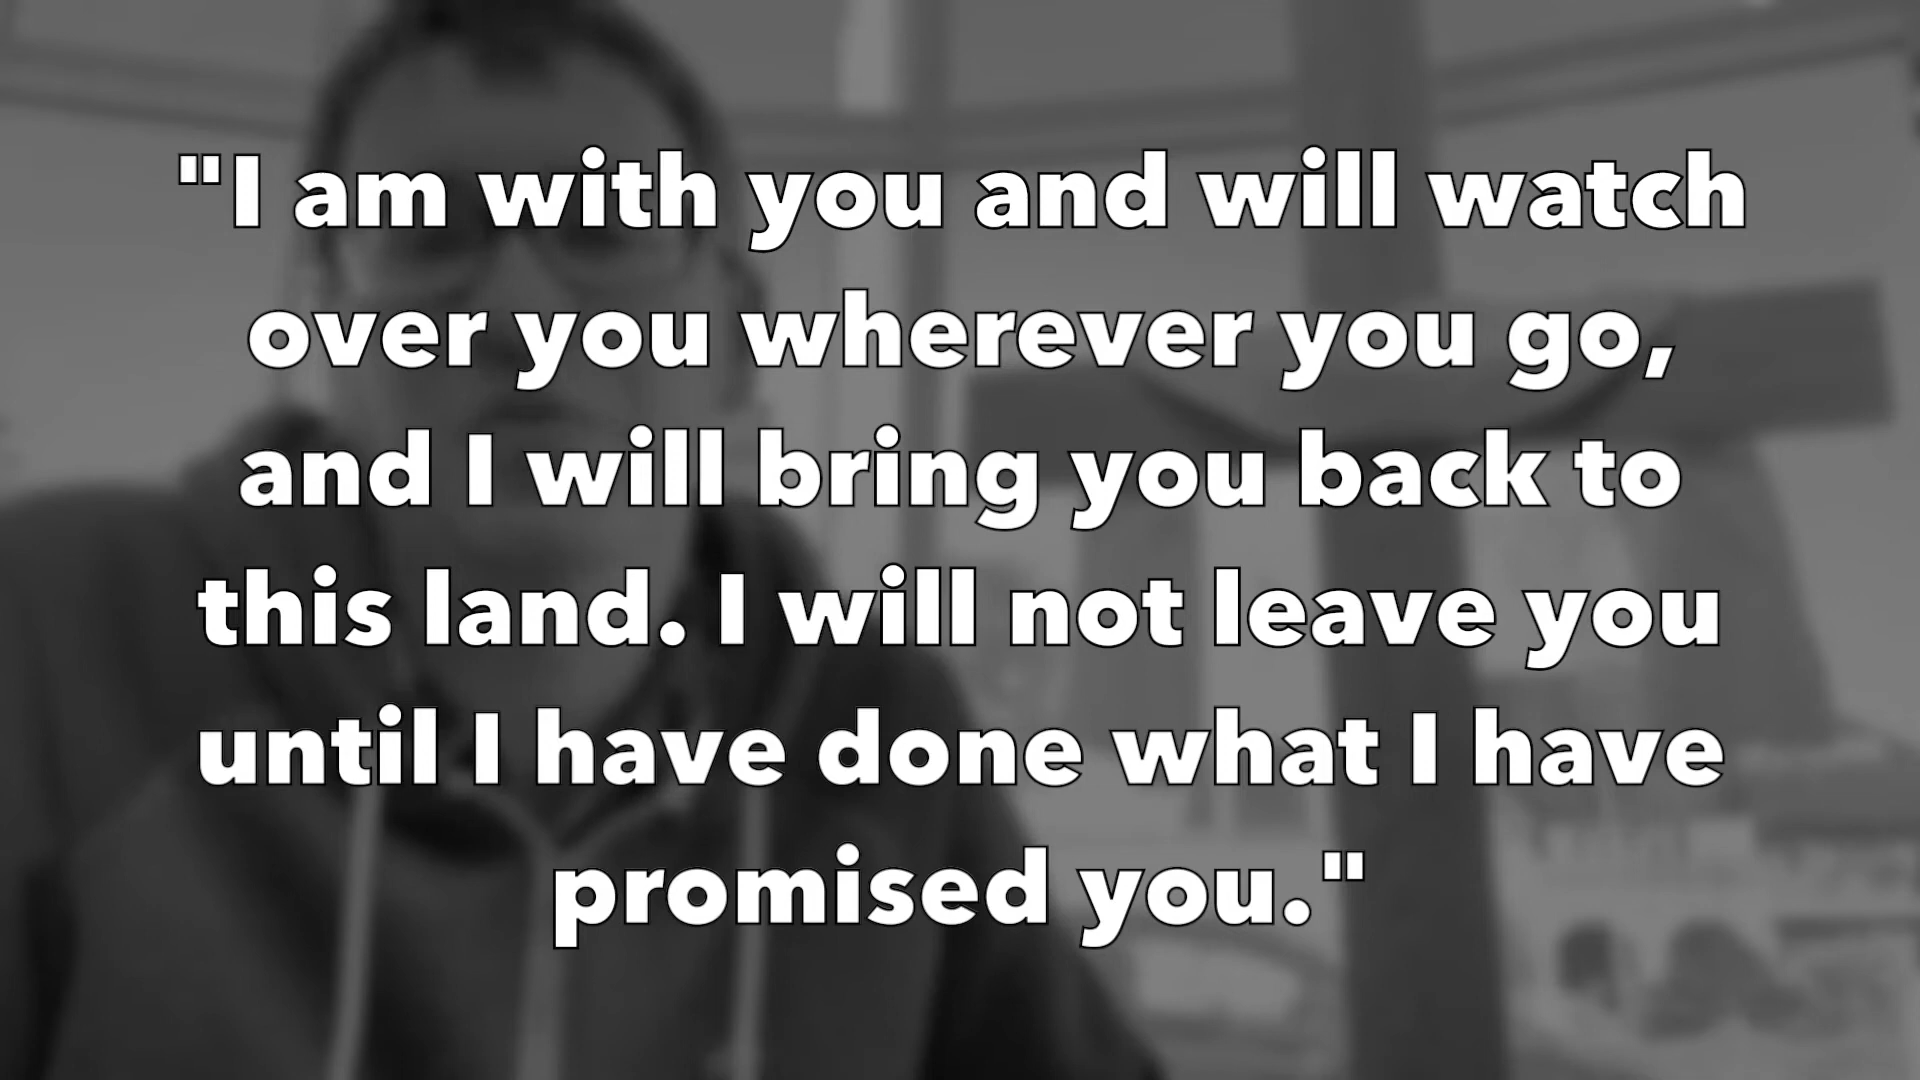 "I am with you and will watch
over you wherever you go,
and I will bring you back to
this land. I will not leave you
until I have done what I have
promised you."